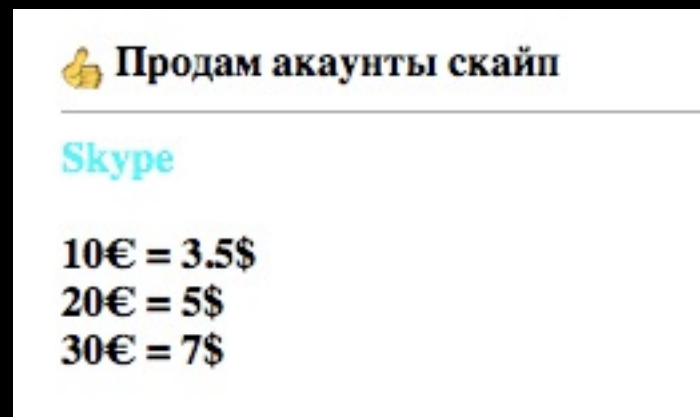 Продам акаунты скайп
Skype
10€ = 3.5$
20€ = 5$
30€ = 7$